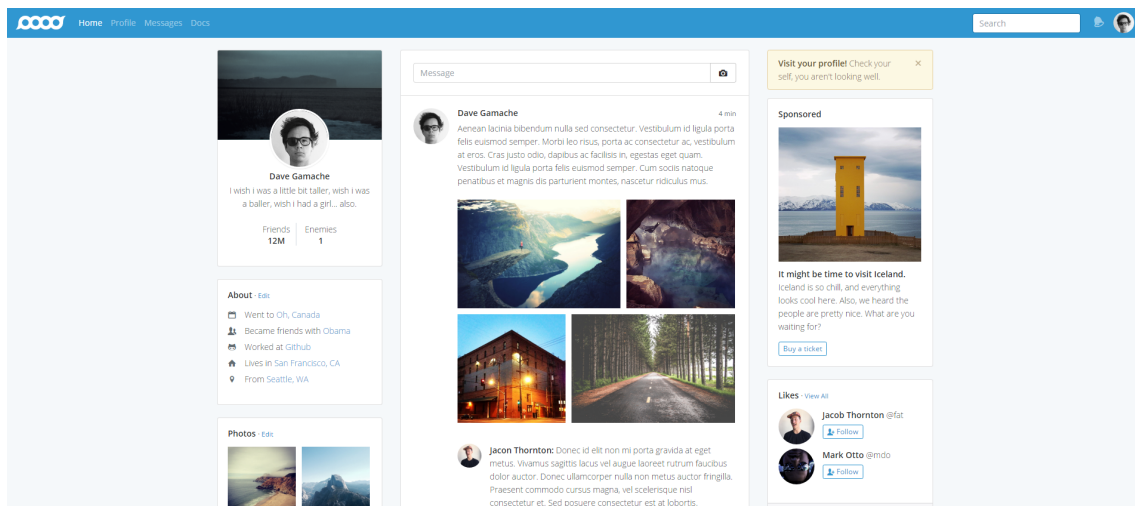 Home Profile Messages Docs
Search
Dave Gamache
I wish i was a little bit taller, wish i was
a baller, wish i had a girl... also.
Friends Enemies
12M 1
About · Edit
Went to Oh, Canada
Became friends with Obama
Worked at Github
Lives in San Francisco, CA
From Seattle, WA
Photos · Edit
Message
Dave Gamache 4 min
Aenean lacinia bibendum nulla sed consectetur. Vestibulum id ligula porta
felis euismod semper. Morbi leo risus, porta ac consectetur ac, vestibulum
at eros. Cras justo odio, dapibus ac facilisis in, egestas eget quam.
Vestibulum id ligula porta felis euismod semper. Cum sociis natoque
penatibus et magnis dis parturient montes, nascetur ridiculus mus.
Jacon Thornton: Donec id elit non mi porta gravida at eget
metus. Vivamus sagittis lacus vel augue laoreet rutrum faucibus
dolor auctor. Donec ullamcorper nulla non metus auctor fringilla.
Praesent commodo cursus magna, vel scelerisque nisl
consectetur et. Sed posuere consectetur est at lobortis.
Visit your profile! Check your ×
self, you aren't looking well.
Sponsored
It might be time to visit Iceland.
Iceland is so chill, and everything
looks cool here. Also, we heard the
people are pretty nice. What are you
waiting for?
Buy a ticket
Likes · View All
Jacob Thornton @fat
Follow
Mark Otto @mdo
Follow